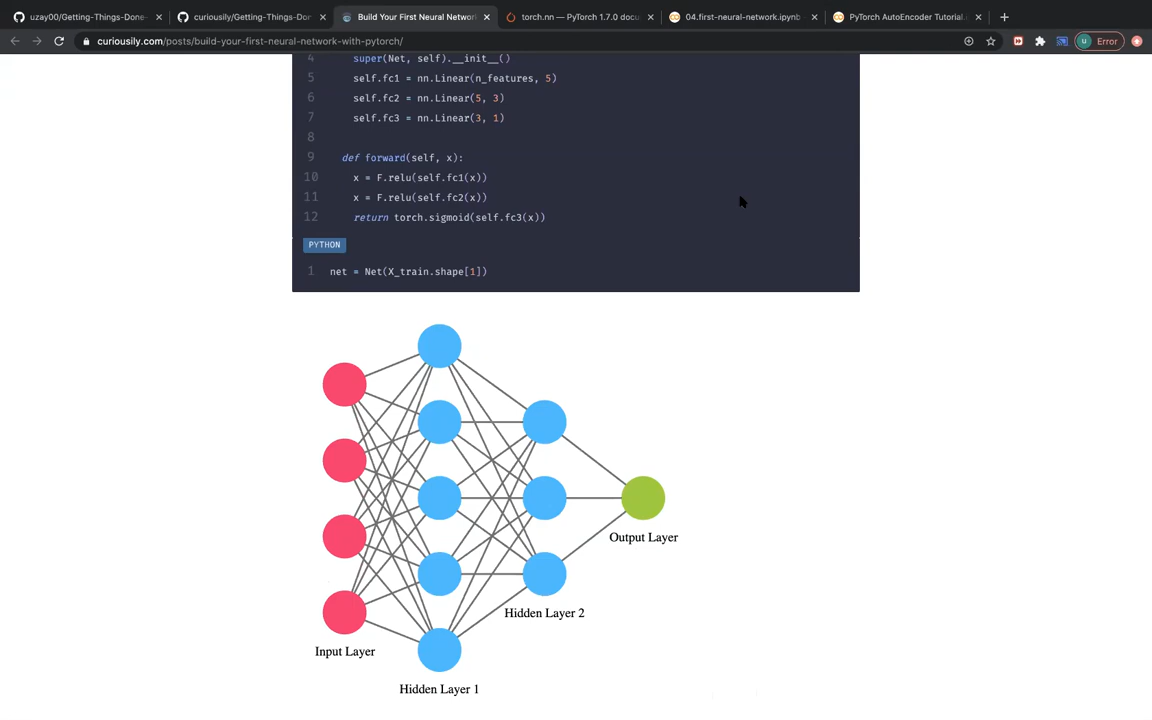 uzay00/Getting-Things-Done-
curiousily/Getting-Things-Don
Build Your First Neural Network
torch.nn — PyTorch 1.7.0 docu
04.first-neural-network.ipynb -
PyTorch AutoEncoder Tutorial.
curiousily.com/posts/build-your-first-neural-network-with-pytorch/
u Error
4 super(Net, self).__init__()
5 self.fc1 = nn.Linear(n_features, 5)
6 self.fc2 = nn.Linear(5, 3)
7 self.fc3 = nn.Linear(3, 1)
8
9 def forward(self, x):
10 x = F.relu(self.fc1(x))
11 x = F.relu(self.fc2(x))
12 return torch.sigmoid(self.fc3(x))
PYTHON
1 net = Net(X_train.shape[1])
Output Layer
Hidden Layer 2
Input Layer
Hidden Layer 1